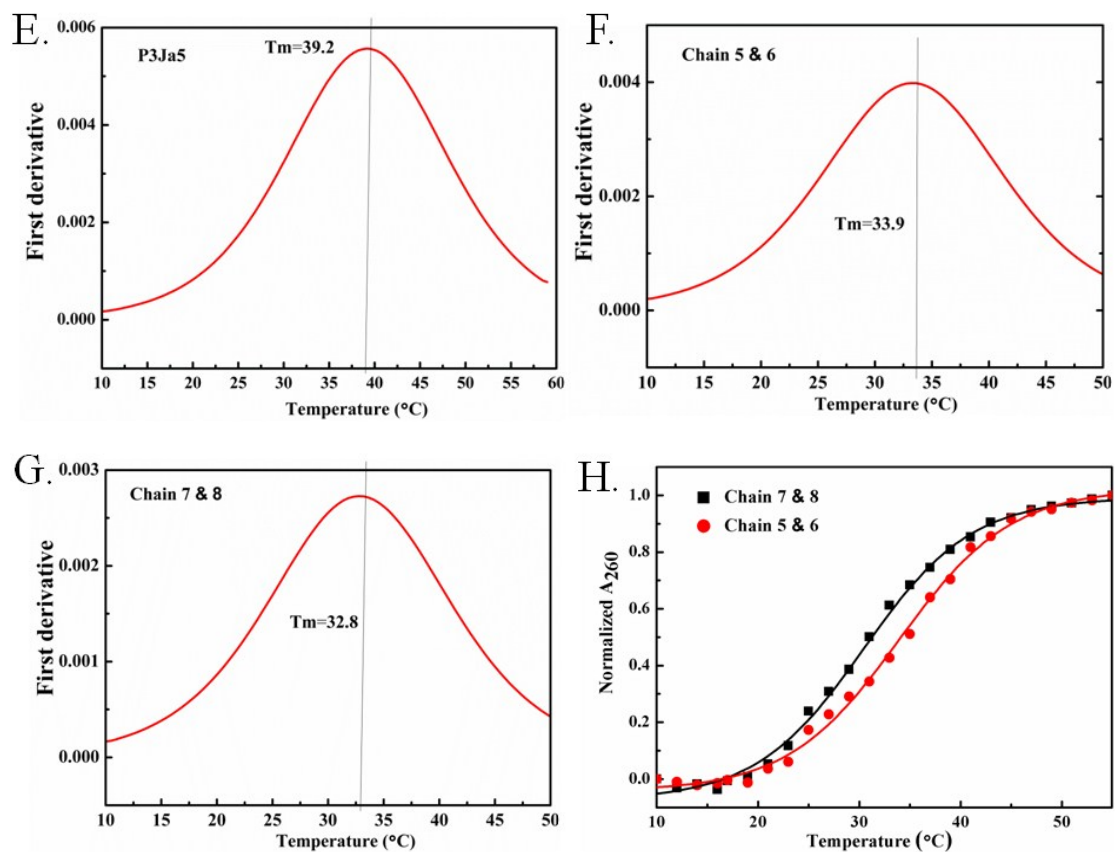 E.
P3Ja5
Tm=39.2
First derivative
0.006
0.004
0.002
0.000
10 15 20 25 30 35 40 45 50 55 60
Temperature (°C)
F.
Chain 5 & 6
Tm=33.9
First derivative
0.004
0.002
0.000
10 15 20 25 30 35 40 45 50
Temperature (°C)
G.
Chain 7 & 8
Tm=32.8
First derivative
0.003
0.002
0.001
0.000
10 15 20 25 30 35 40 45 50
Temperature (°C)
H.
Chain 7 & 8
Chain 5 & 6
Normalized A260
1.0
0.8
0.6
0.4
0.2
0.0
10 20 30 40 50
Temperature (°C)